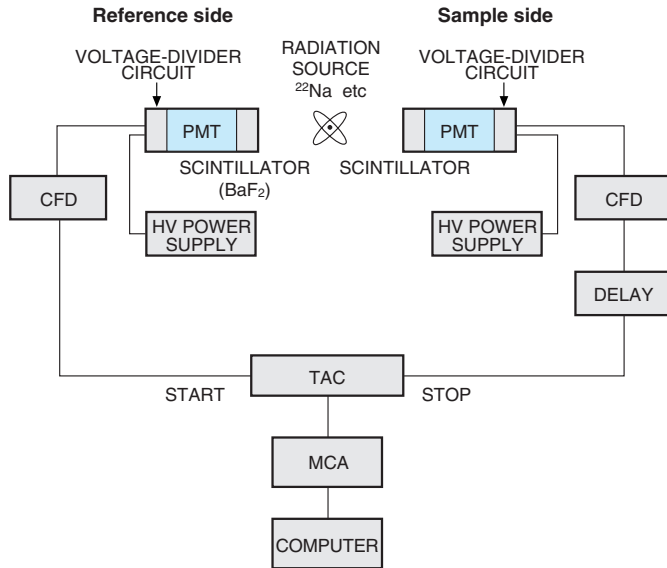 Reference side
Sample side
VOLTAGE-DIVIDER
CIRCUIT
RADIATION
SOURCE
²²Na etc
VOLTAGE-DIVIDER
CIRCUIT
PMT
PMT
SCINTILLATOR
(BaF₂)
SCINTILLATOR
CFD
HV POWER
SUPPLY
HV POWER
SUPPLY
CFD
DELAY
START
TAC
STOP
MCA
COMPUTER